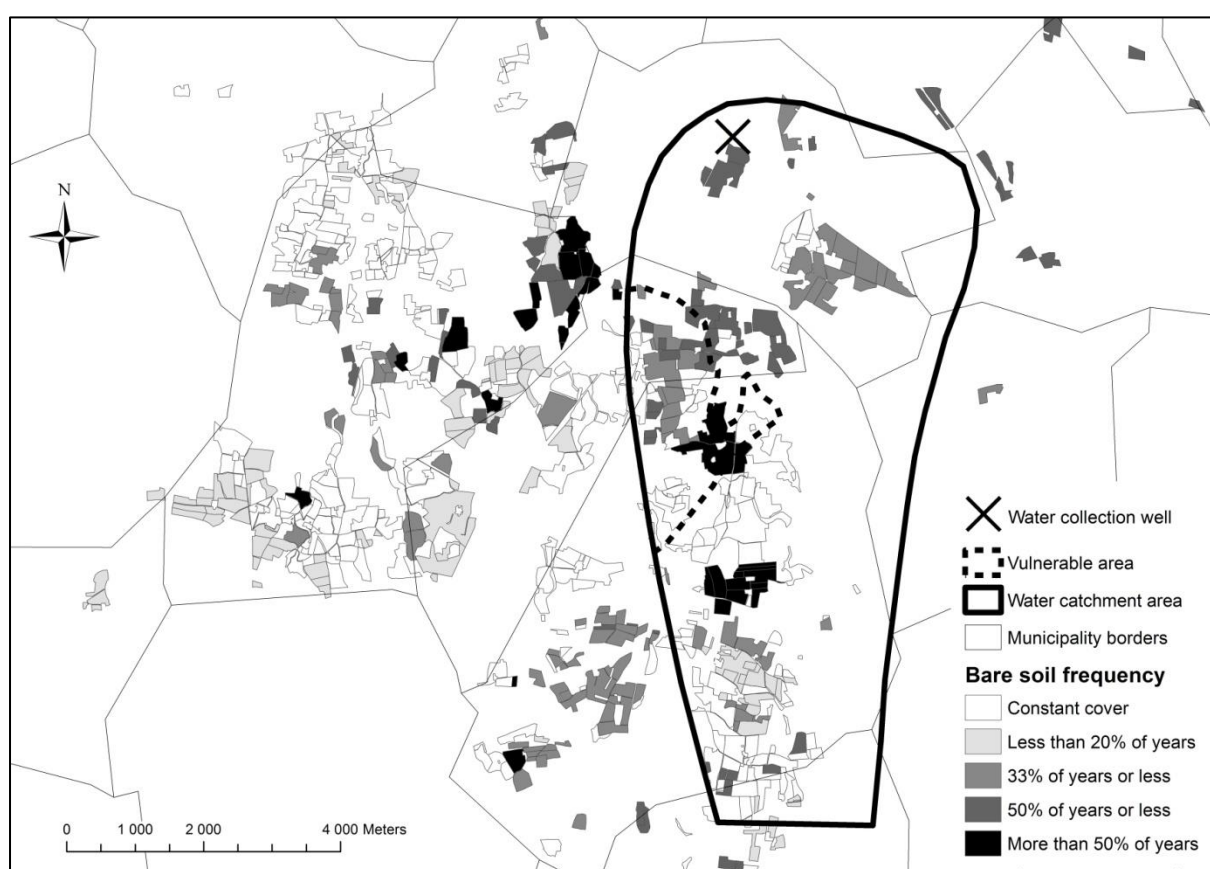 N
Water collection well
Vulnerable area
Water catchment area
Municipality borders
Bare soil frequency
Constant cover
Less than 20% of years
33% of years or less
50% of years or less
More than 50% of years
0 1 000 2 000 4 000 Meters